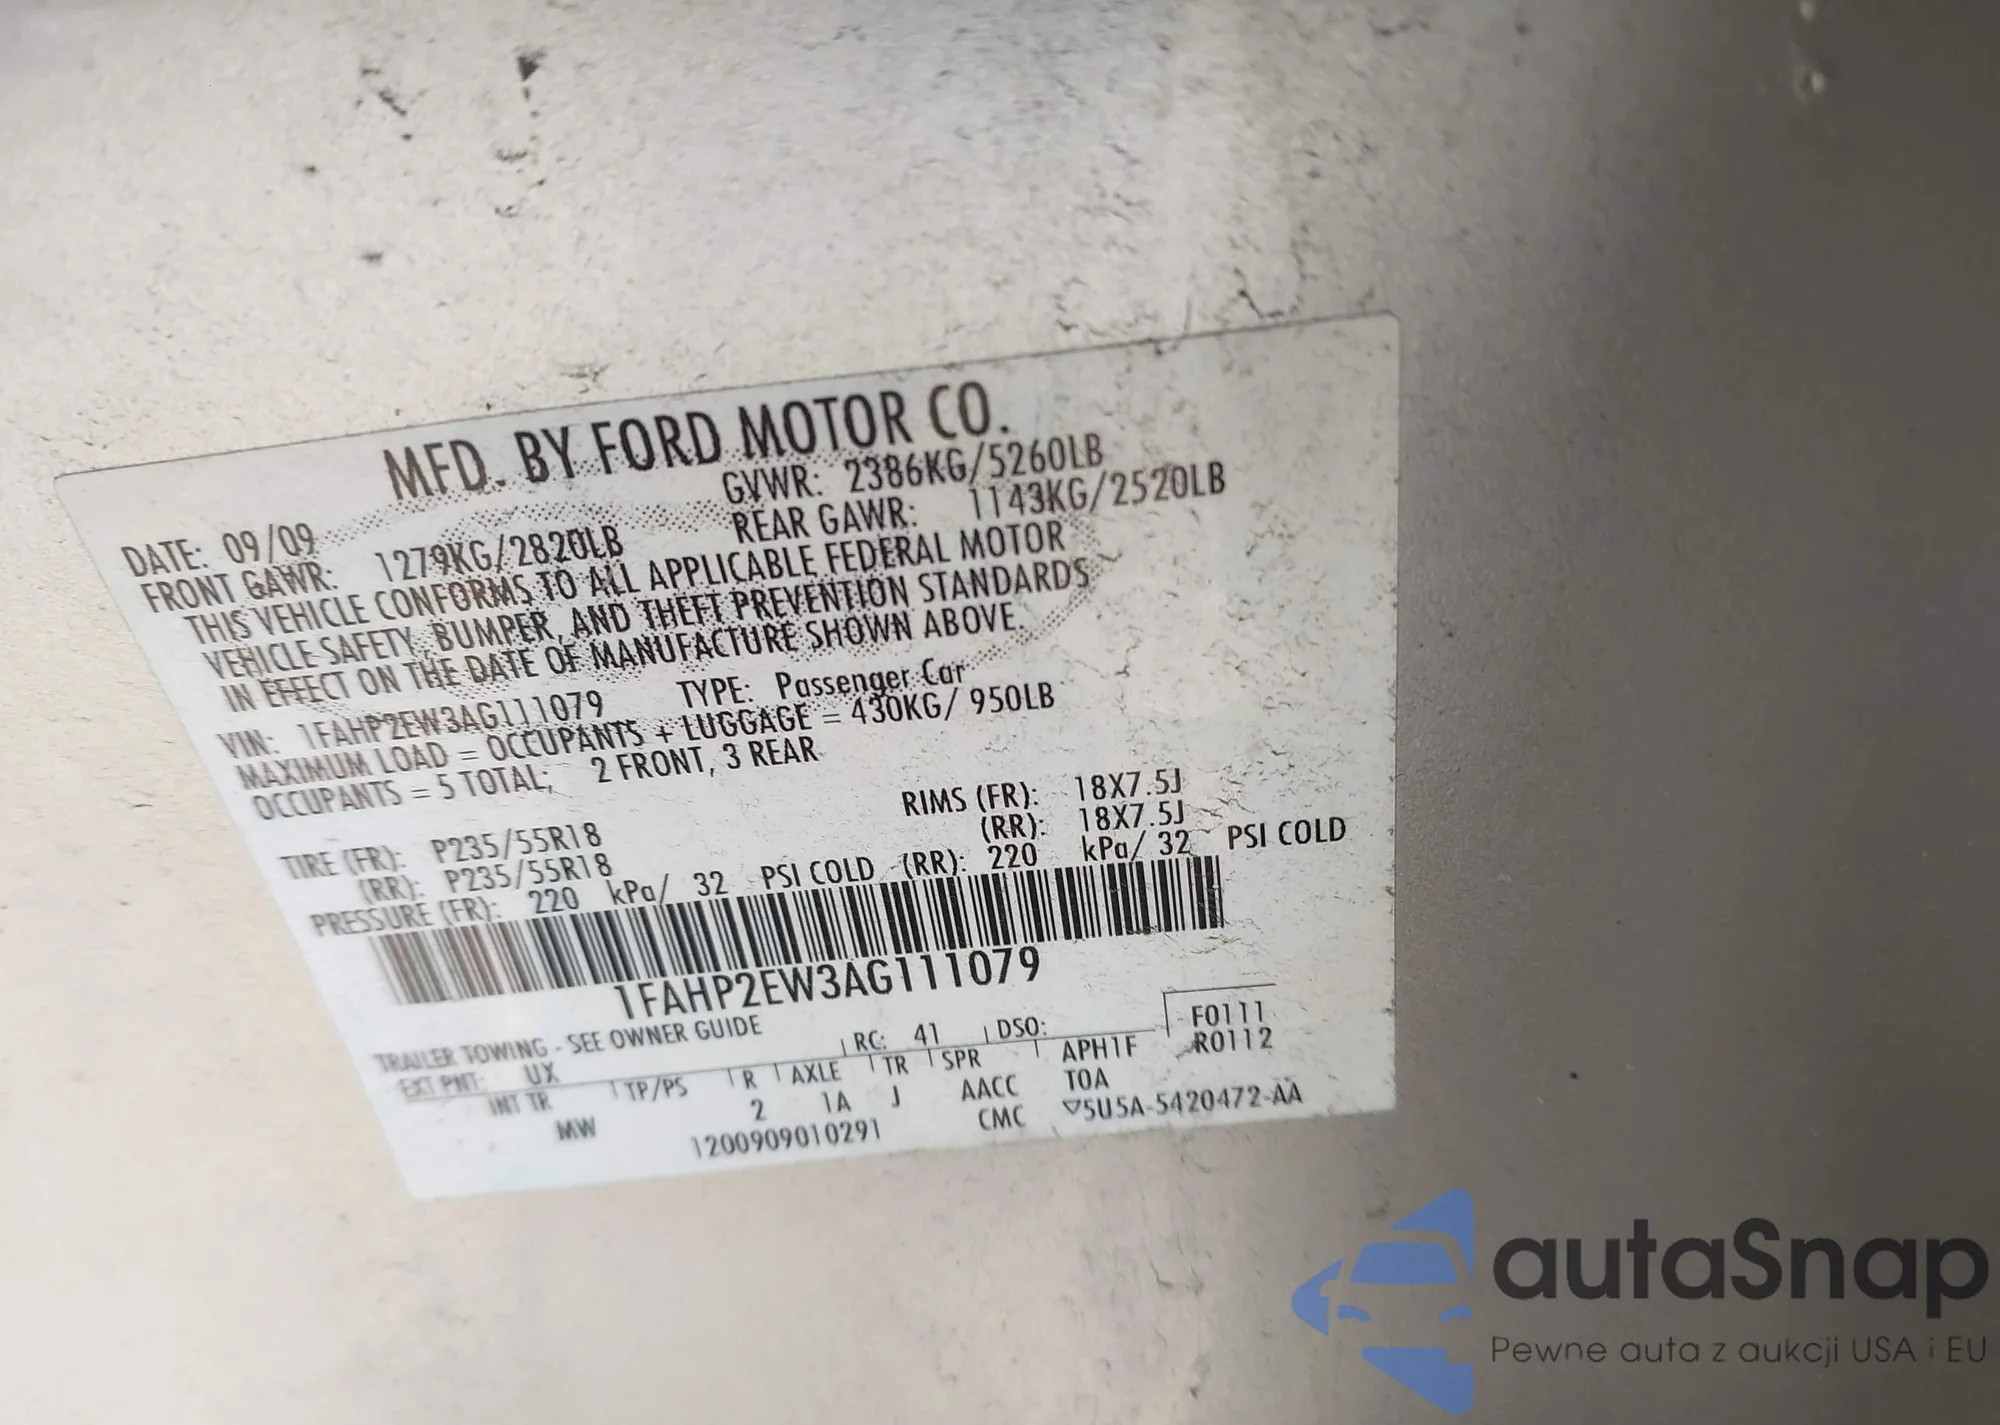 MFD. BY FORD MOTOR CO.
DATE: 09/09 GVWR: 2386KG/5260LB
FRONT GAWR: 1279KG/2820LB REAR GAWR: 1143KG/2520LB
THIS VEHICLE CONFORMS TO ALL APPLICABLE FEDERAL MOTOR
VEHICLE SAFETY, BUMPER, AND THEFT PREVENTION STANDARDS
IN EFFECT ON THE DATE OF MANUFACTURE SHOWN ABOVE.
VIN: 1FAHP2EW3AG111079 TYPE: Passenger Car
MAXIMUM LOAD = OCCUPANTS + LUGGAGE = 430KG/ 950LB
OCCUPANTS = 5 TOTAL; 2 FRONT, 3 REAR
RIMS (FR): 18X7.5J
TIRE (FR): P235/55R18 (RR): 18X7.5J
(RR): P235/55R18
PRESSURE (FR): 220 kPa/ 32 PSI COLD (RR): 220 kPa/ 32 PSI COLD
1FAHP2EW3AG111079
TRAILER TOWING - SEE OWNER GUIDE
EXT PNT: UX RC: 41 DSO: F0111
INT TR TP/PS R AXLE TR SPR APH1F R0112
MW 2 1A J AACC T0A
1200909010291 CMC ▽5U5A-5420472-AA
autaSnap
Pewne auta z aukcji USA i EU